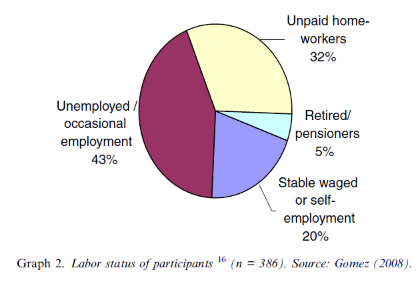 Unpaid home-
workers
32%
Unemployed /
occasional
employment
43%
Retired/
pensioners
5%
Stable waged
or self-
employment
20%
Graph 2. Labor status of participants 16 (n = 386). Source: Gomez (2008).